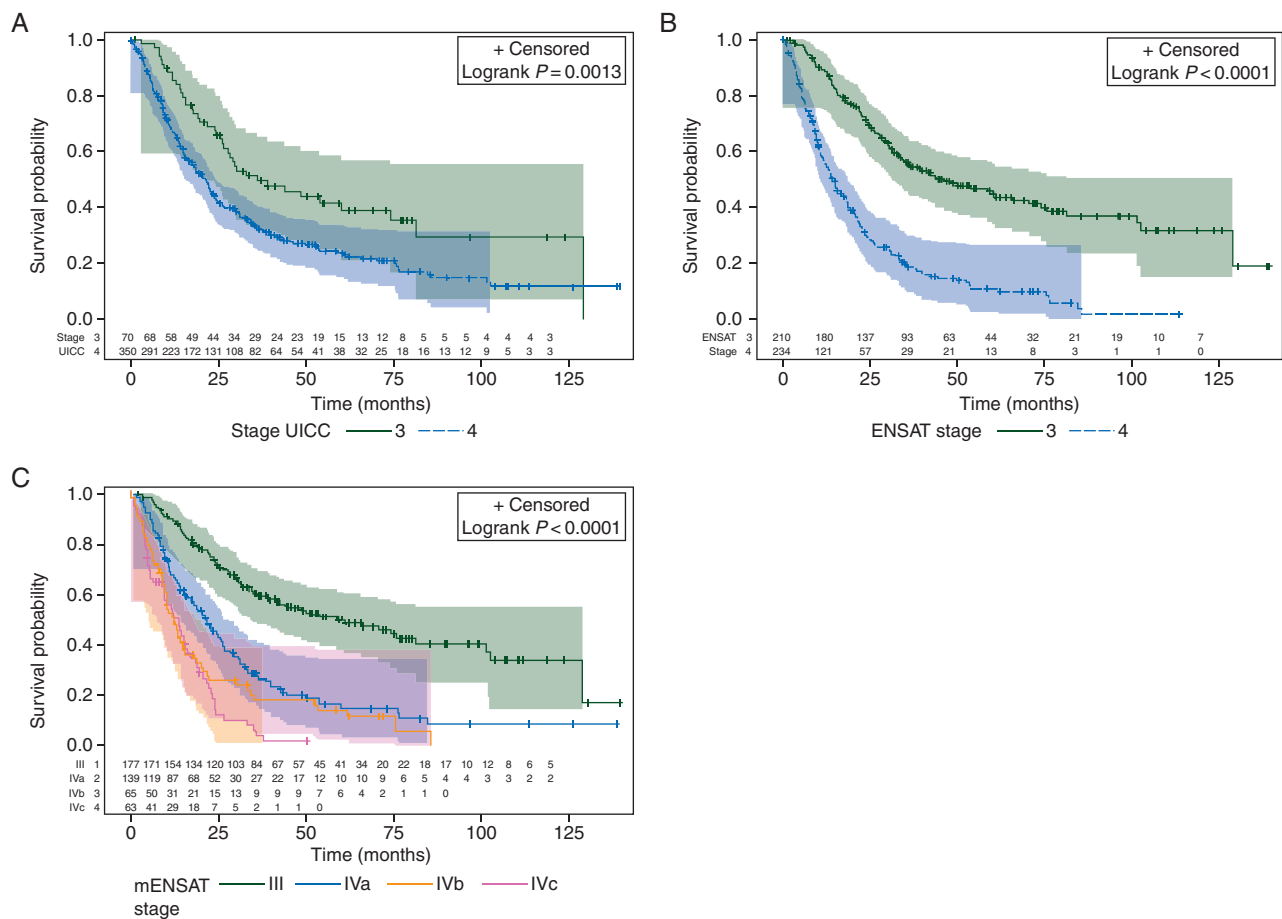 A
+ Censored
Logrank P = 0.0013
Survival probability
1.0
0.8
0.6
0.4
0.2
0.0
Stage 3 70 68 58 49 44 34 29 24 23 19 15 13 12 8 5 5 5 4 4 4 3
UICC 4 350 291 223 172 131 108 82 64 54 41 38 32 25 18 16 13 12 9 5 3 3
0 25 50 75 100 125
Time (months)
Stage UICC 3 4
B
+ Censored
Logrank P < 0.0001
Survival probability
1.0
0.8
0.6
0.4
0.2
0.0
ENSAT 3 210 180 137 93 63 44 32 21 19 10 7
Stage 4 234 121 57 29 21 13 8 3 1 1 0
0 25 50 75 100 125
Time (months)
ENSAT stage 3 4
C
+ Censored
Logrank P < 0.0001
Survival probability
1.0
0.8
0.6
0.4
0.2
0.0
III 1 177 171 154 134 120 103 84 67 57 45 41 34 20 22 18 17 10 12 8 6 5
IVa 2 139 119 87 68 52 30 27 22 17 12 10 10 9 6 5 4 4 3 3 2 2
IVb 3 65 50 31 21 15 13 9 9 9 7 6 4 2 1 1 0
IVc 4 63 41 29 18 7 5 2 1 1 0
0 25 50 75 100 125
Time (months)
mENSAT stage III IVa IVb IVc